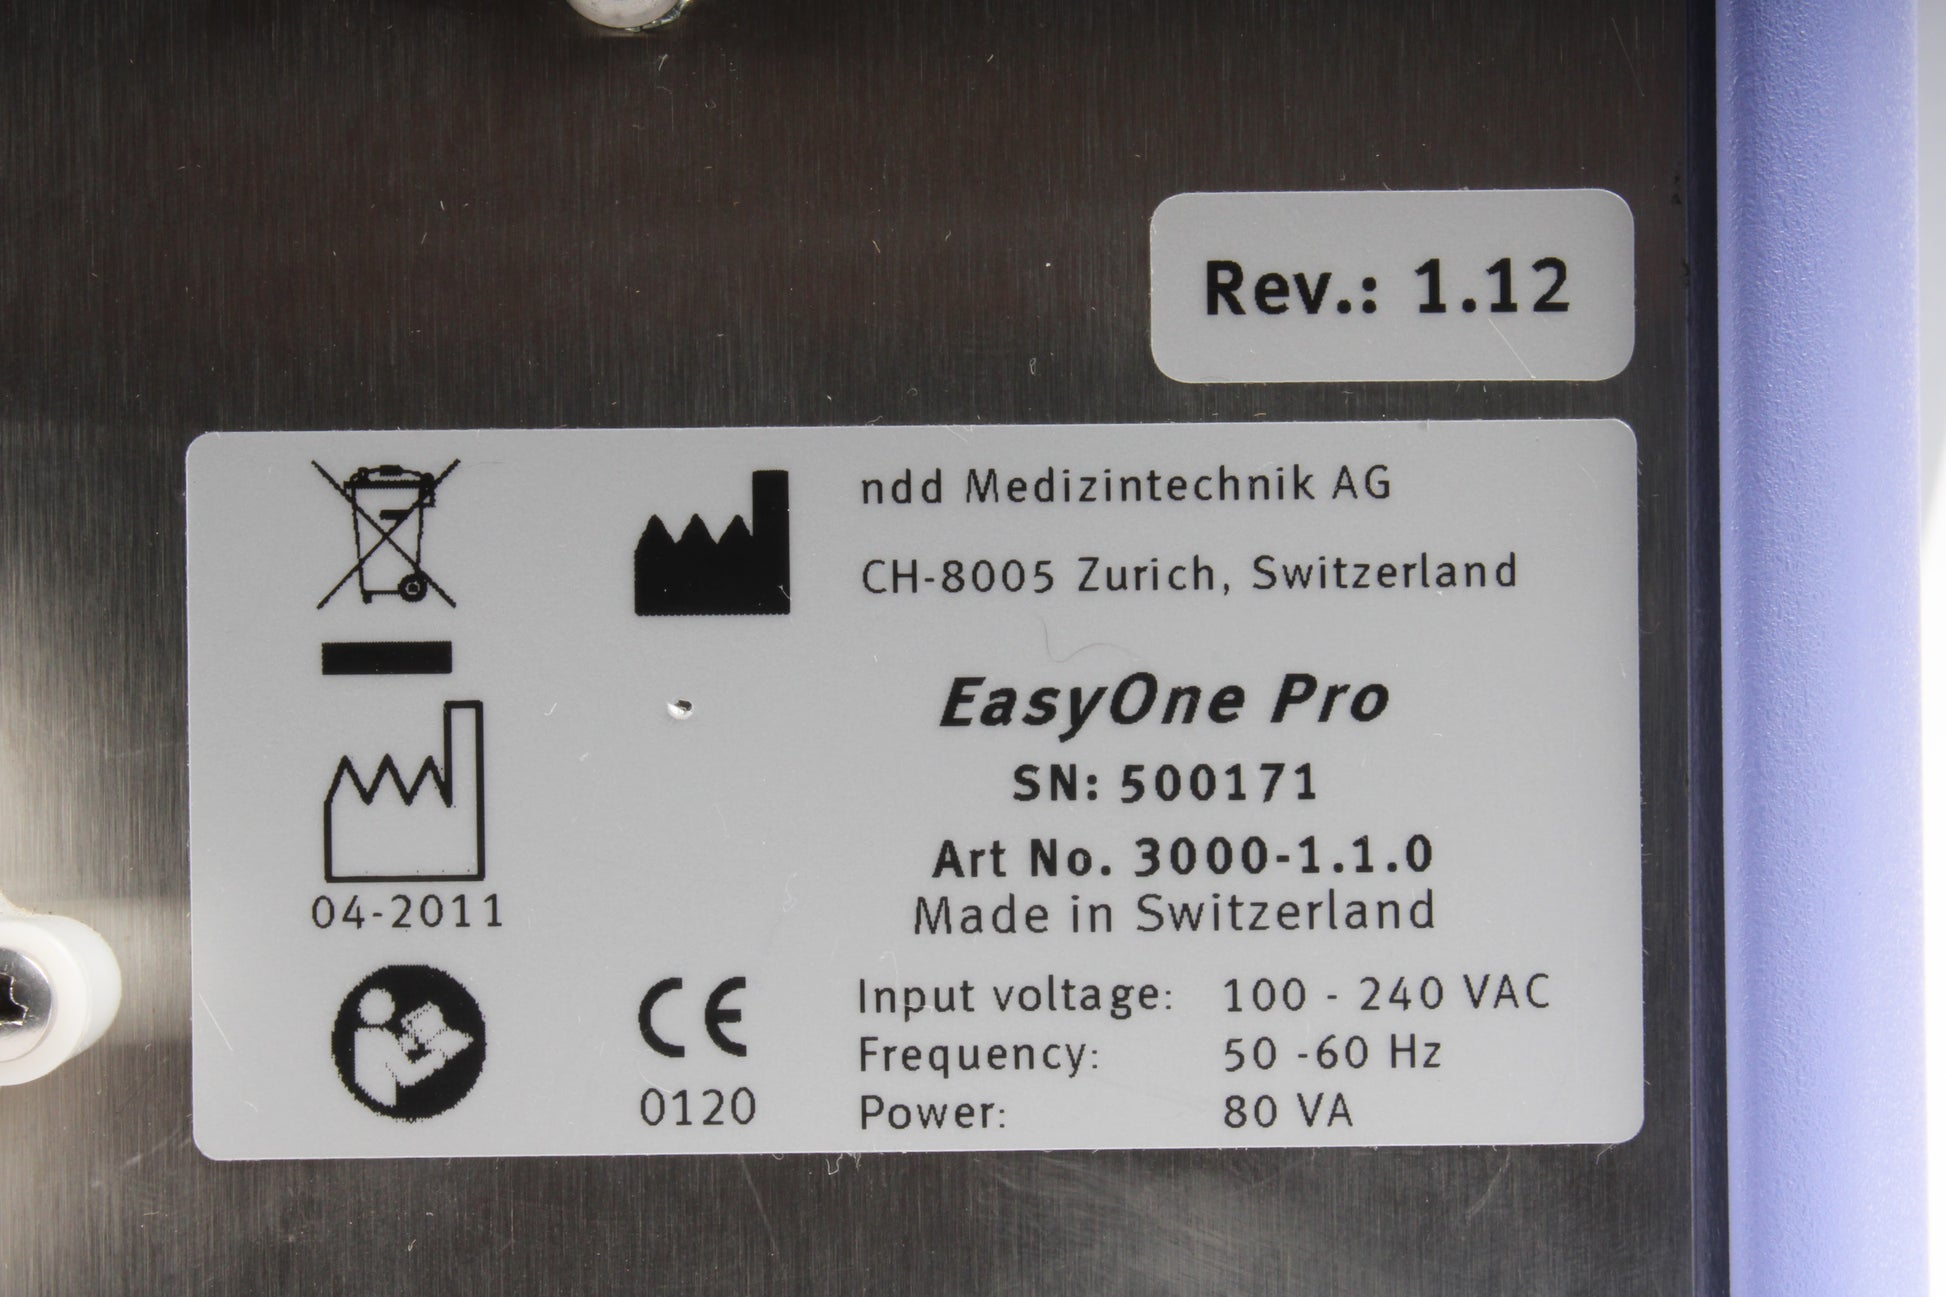 Rev.: 1.12
ndd Medizintechnik AG
CH-8005 Zurich, Switzerland
EasyOne Pro
SN: 500171
Art No. 3000-1.1.0
Made in Switzerland
04-2011
CE
0120
Input voltage: 100 - 240 VAC
Frequency: 50 -60 Hz
Power: 80 VA